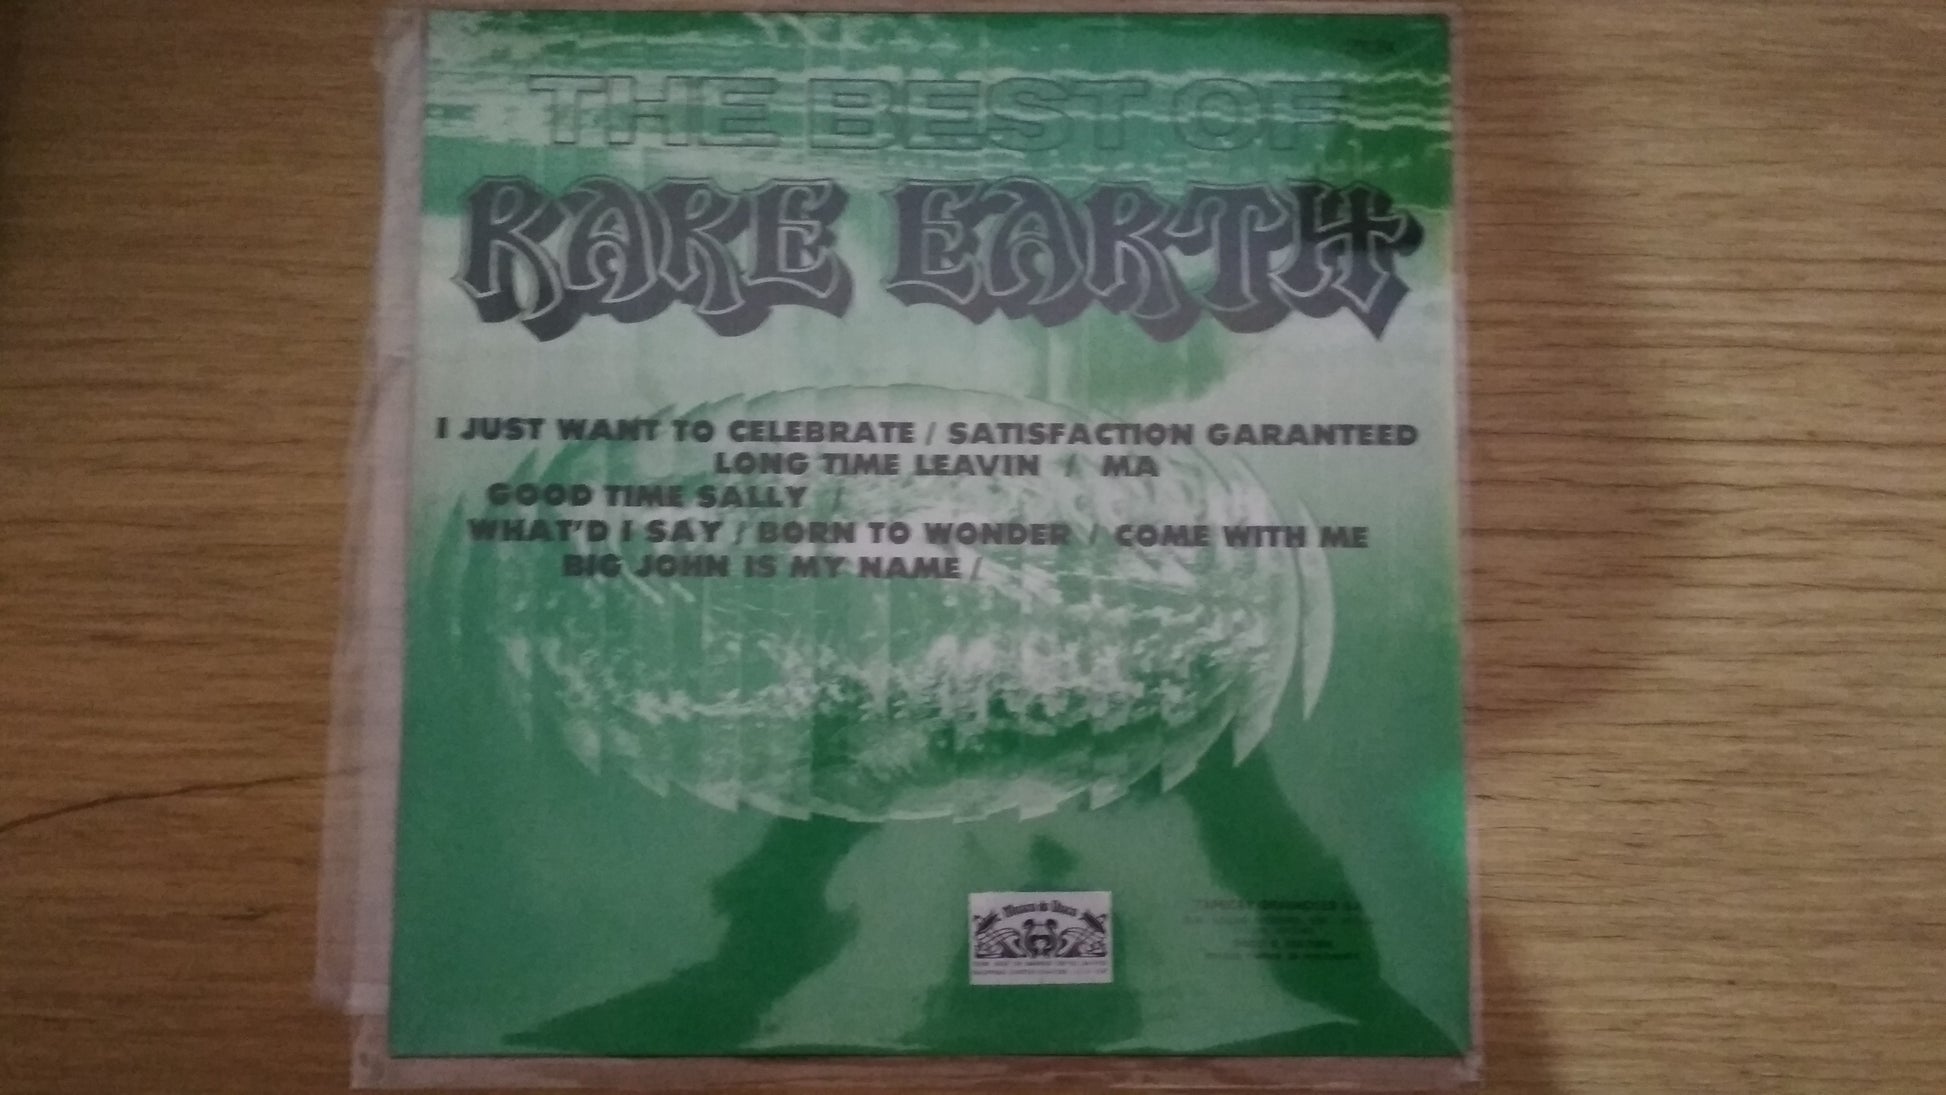 THE BEST OF
RARE EARTH
I JUST WANT TO CELEBRATE / SATISFACTION GARANTEED
LONG TIME LEAVIN / MA
GOOD TIME SALLY /
WHAT'D I SAY / BORN TO WONDER / COME WITH ME
BIG JOHN IS MY NAME /